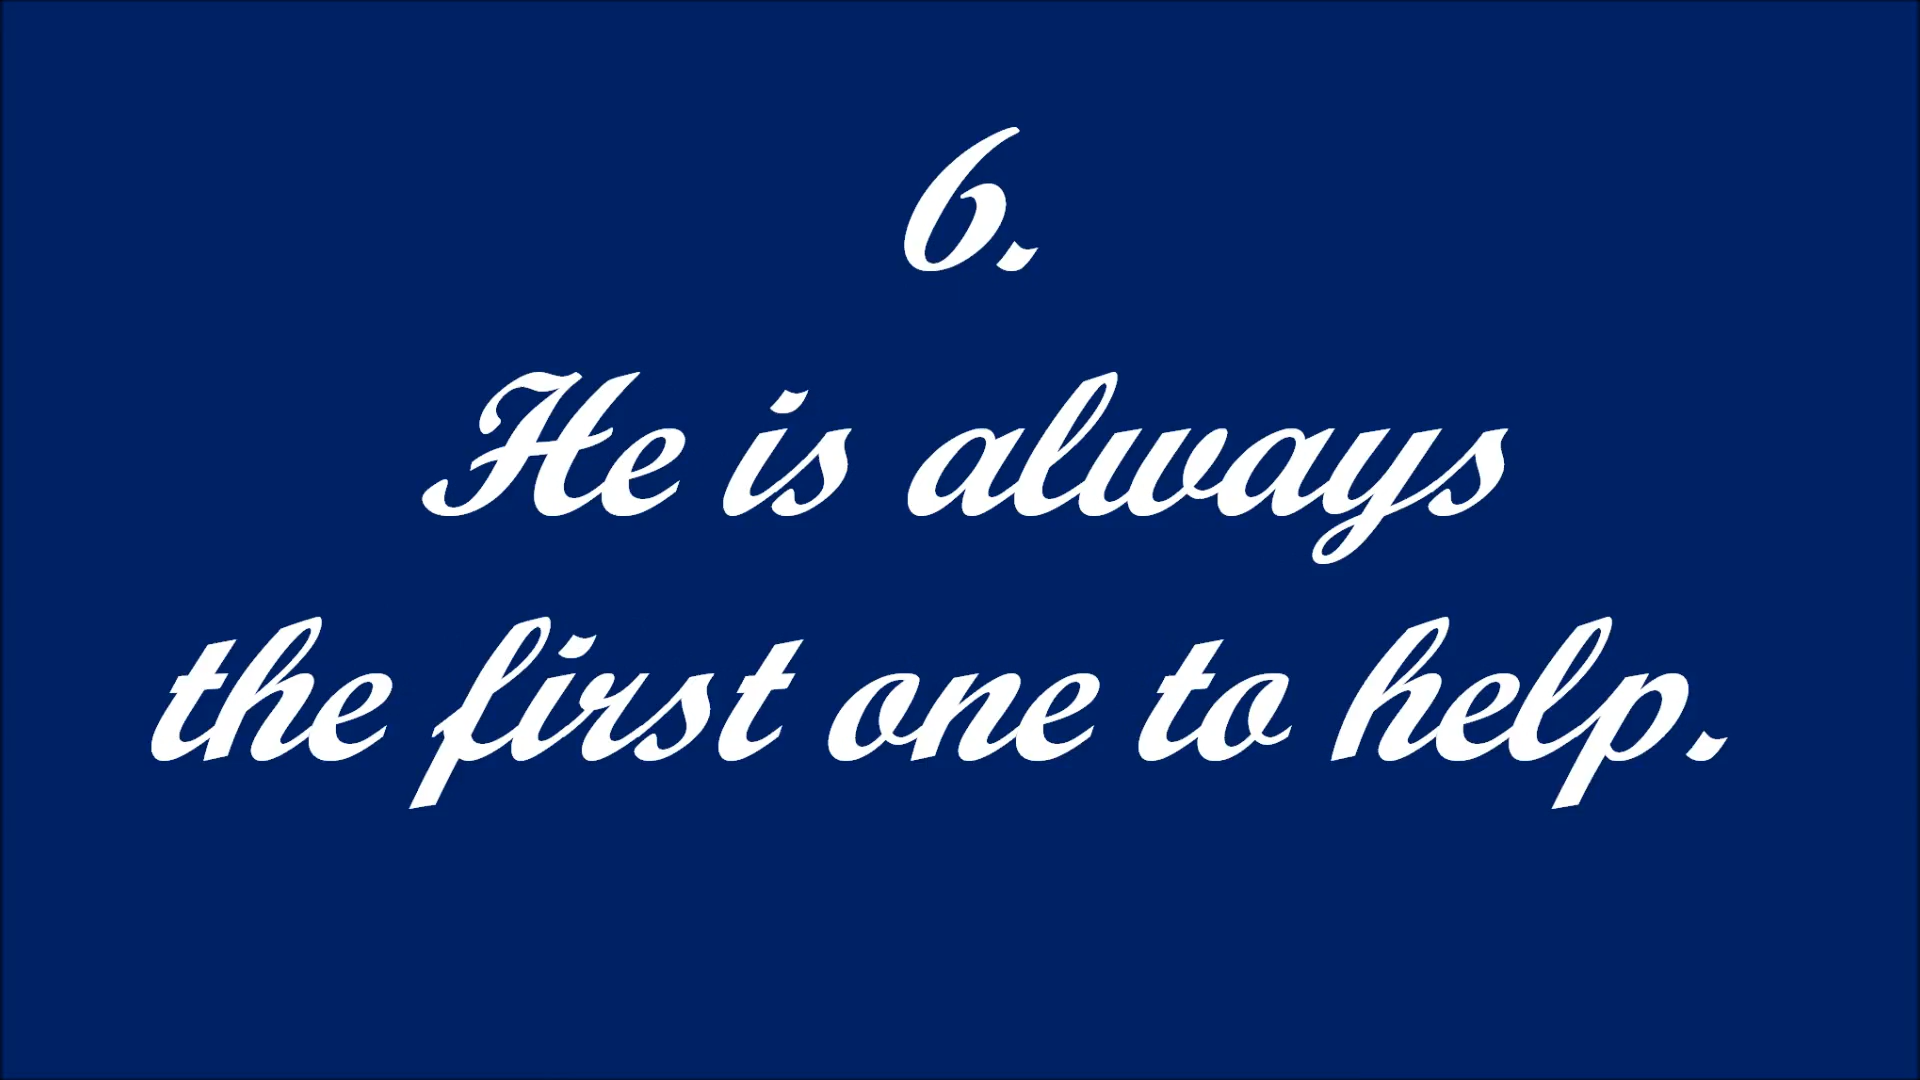 6.
He is always
the first one to help.